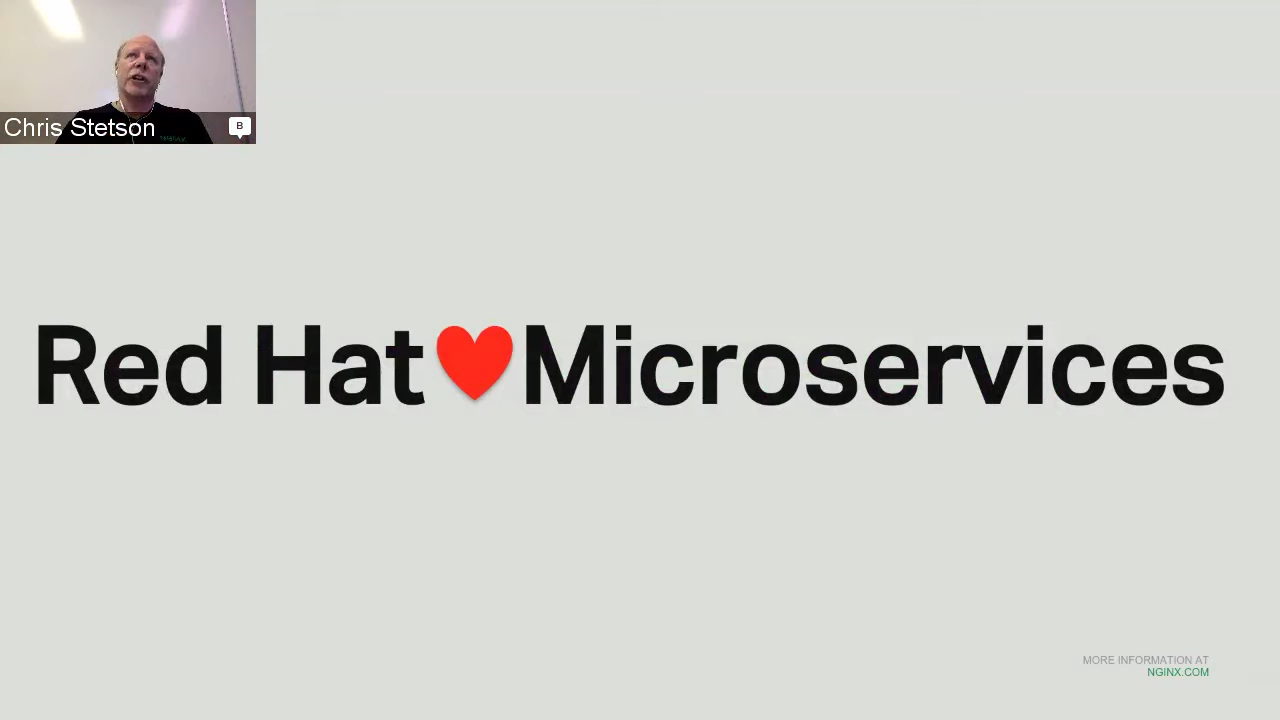 Chris Stetson
B
Red Hat❤Microservices
MORE INFORMATION AT
NGINX.COM